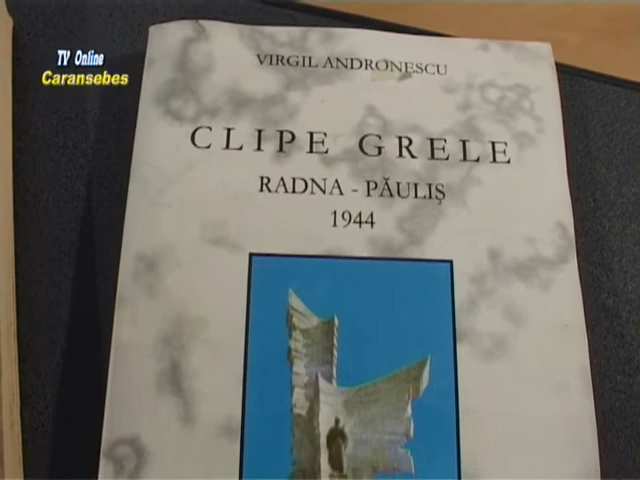 TV Online
Caransebes
VIRGIL ANDRONESCU
CLIPE GRELE
RADNA - PĂULIŞ
1944